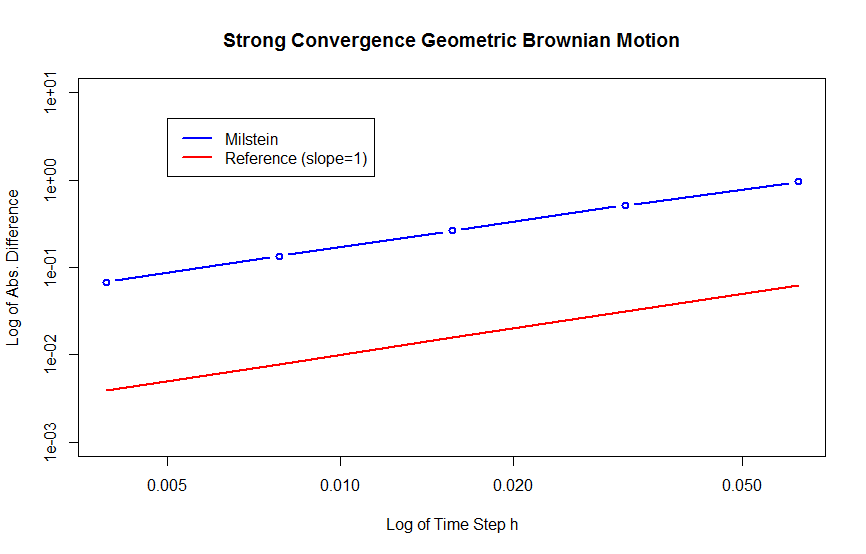 Strong Convergence Geometric Brownian Motion
Log of Abs. Difference
1e+01
1e+00
1e-01
1e-02
1e-03
Milstein
Reference (slope=1)
0.005 0.010 0.020 0.050
Log of Time Step h